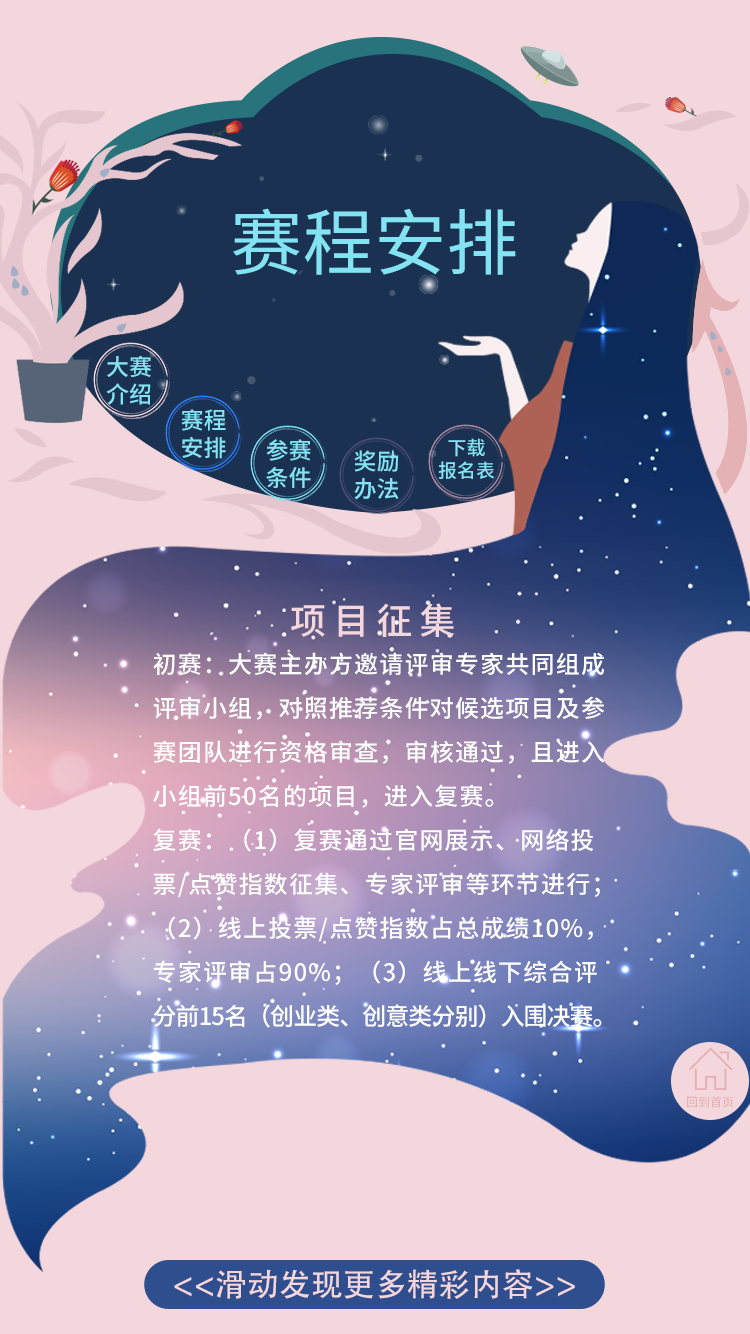 赛程安排
大赛
介绍
赛程
安排
参赛
条件
奖励
办法
下载
报名表
项目征集
初赛：大赛主办方邀请评审专家共同组成
评审小组，对照推荐条件对候选项目及参
赛团队进行资格审查，审核通过，且进入
小组前50名的项目，进入复赛。
复赛：（1）复赛通过官网展示、网络投
票/点赞指数征集、专家评审等环节进行；
（2）线上投票/点赞指数占总成绩10%，
专家评审占90%；（3）线上线下综合评
分前15名（创业类、创意类分别）入围决赛。
回到首页
<<滑动发现更多精彩内容>>